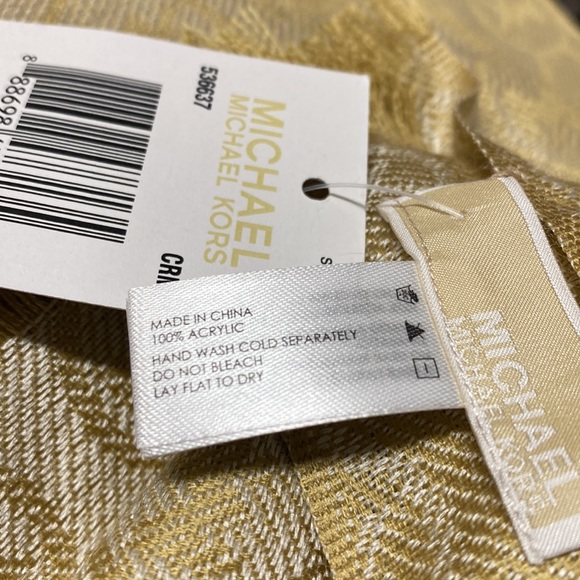 536637
MICHAEL
MICHAEL KORS
MADE IN CHINA
100% ACRYLIC
HAND WASH COLD SEPARATELY
DO NOT BLEACH
LAY FLAT TO DRY
MICHAEL
MICHAEL KORS